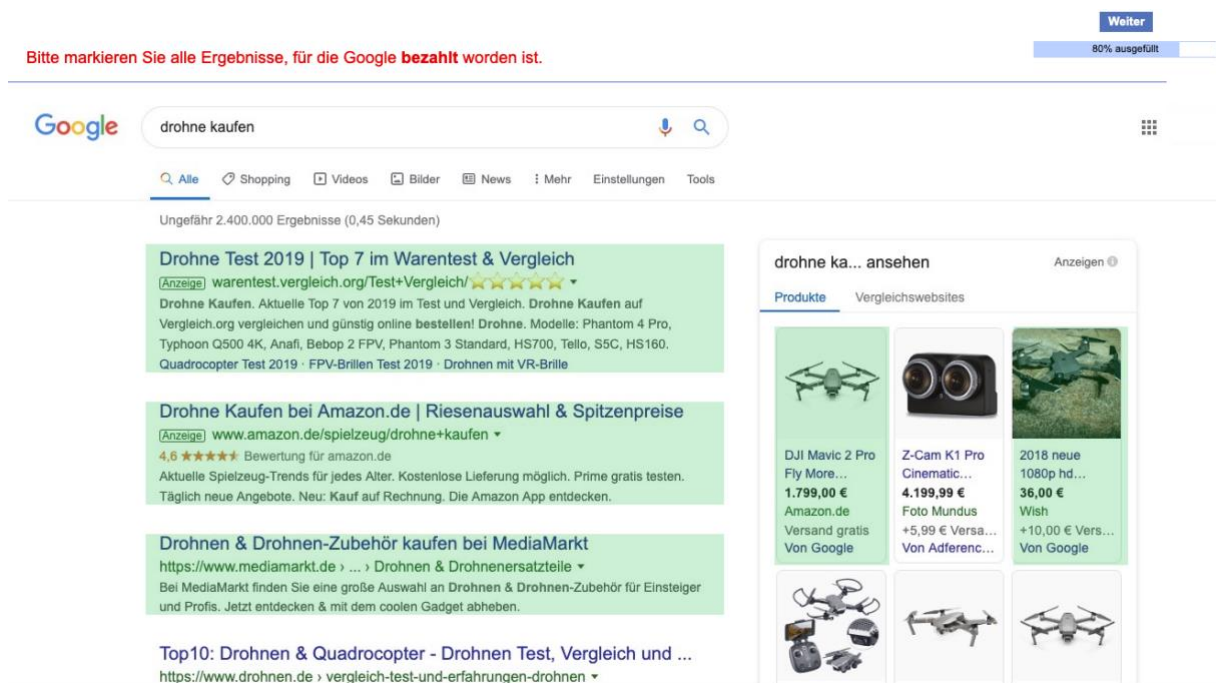 Weiter
80% ausgefüllt
Bitte markieren Sie alle Ergebnisse, für die Google bezahlt worden ist.
Google
drohne kaufen
Alle Shopping Videos Bilder News Mehr Einstellungen Tools
Ungefähr 2.400.000 Ergebnisse (0,45 Sekunden)
Drohne Test 2019 | Top 7 im Warentest & Vergleich
Anzeige warentest.vergleich.org/Test+Vergleich/
Drohne Kaufen. Aktuelle Top 7 von 2019 im Test und Vergleich. Drohne Kaufen auf
Vergleich.org vergleichen und günstig online bestellen! Drohne. Modelle: Phantom 4 Pro,
Typhoon Q500 4K, Anafi, Bebop 2 FPV, Phantom 3 Standard, HS700, Tello, S5C, HS160.
Quadrocopter Test 2019 · FPV-Brillen Test 2019 · Drohnen mit VR-Brille
Drohne Kaufen bei Amazon.de | Riesenauswahl & Spitzenpreise
Anzeige www.amazon.de/spielzeug/drohne+kaufen
4,6 ★★★★★ Bewertung für amazon.de
Aktuelle Spielzeug-Trends für jedes Alter. Kostenlose Lieferung möglich. Prime gratis testen.
Täglich neue Angebote. Neu: Kauf auf Rechnung. Die Amazon App entdecken.
Drohnen & Drohnen-Zubehör kaufen bei MediaMarkt
https://www.mediamarkt.de › ... › Drohnen & Drohnenersatzteile
Bei MediaMarkt finden Sie eine große Auswahl an Drohnen & Drohnen-Zubehör für Einsteiger
und Profis. Jetzt entdecken & mit dem coolen Gadget abheben.
Top10: Drohnen & Quadrocopter - Drohnen Test, Vergleich und ...
https://www.drohnen.de › vergleich-test-und-erfahrungen-drohnen
drohne ka... ansehen
Anzeigen
Produkte Vergleichswebsites
DJI Mavic 2 Pro
Fly More...
1.799,00 €
Amazon.de
Versand gratis
Von Google
Z-Cam K1 Pro
Cinematic...
4.199,99 €
Foto Mundus
+5,99 € Versa...
Von Adferenc...
2018 neue
1080p hd...
36,00 €
Wish
+10,00 € Vers...
Von Google